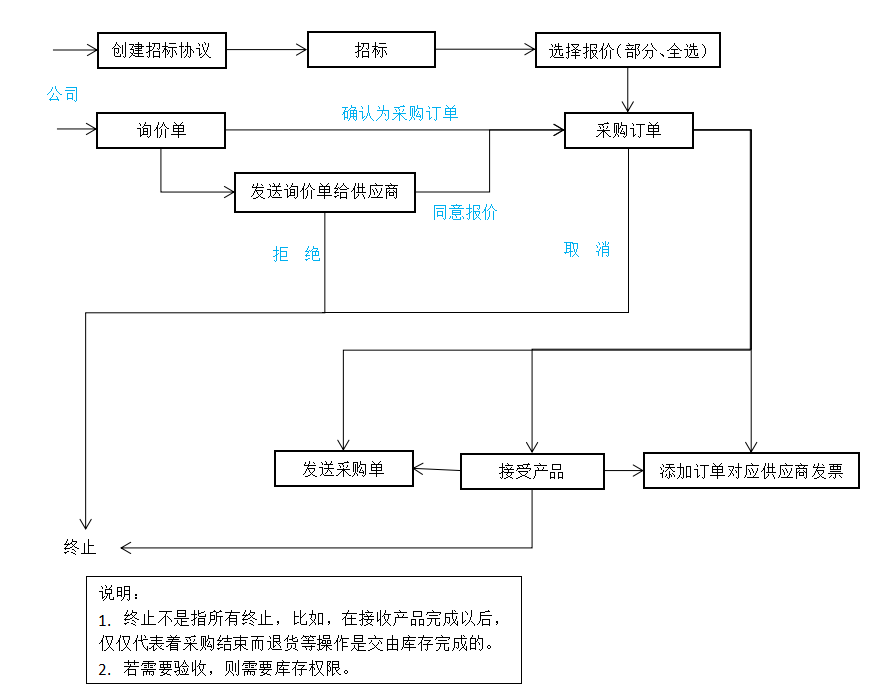 创建招标协议
招标
选择报价（部分、全选）
公司
询价单
确认为采购订单
采购订单
发送询价单给供应商
同意报价
拒 绝
取 消
发送采购单
接受产品
添加订单对应供应商发票
终止
说明：
1. 终止不是指所有终止，比如，在接收产品完成以后，
仅仅代表着采购结束而退货等操作是交由库存完成的。
2. 若需要验收，则需要库存权限。